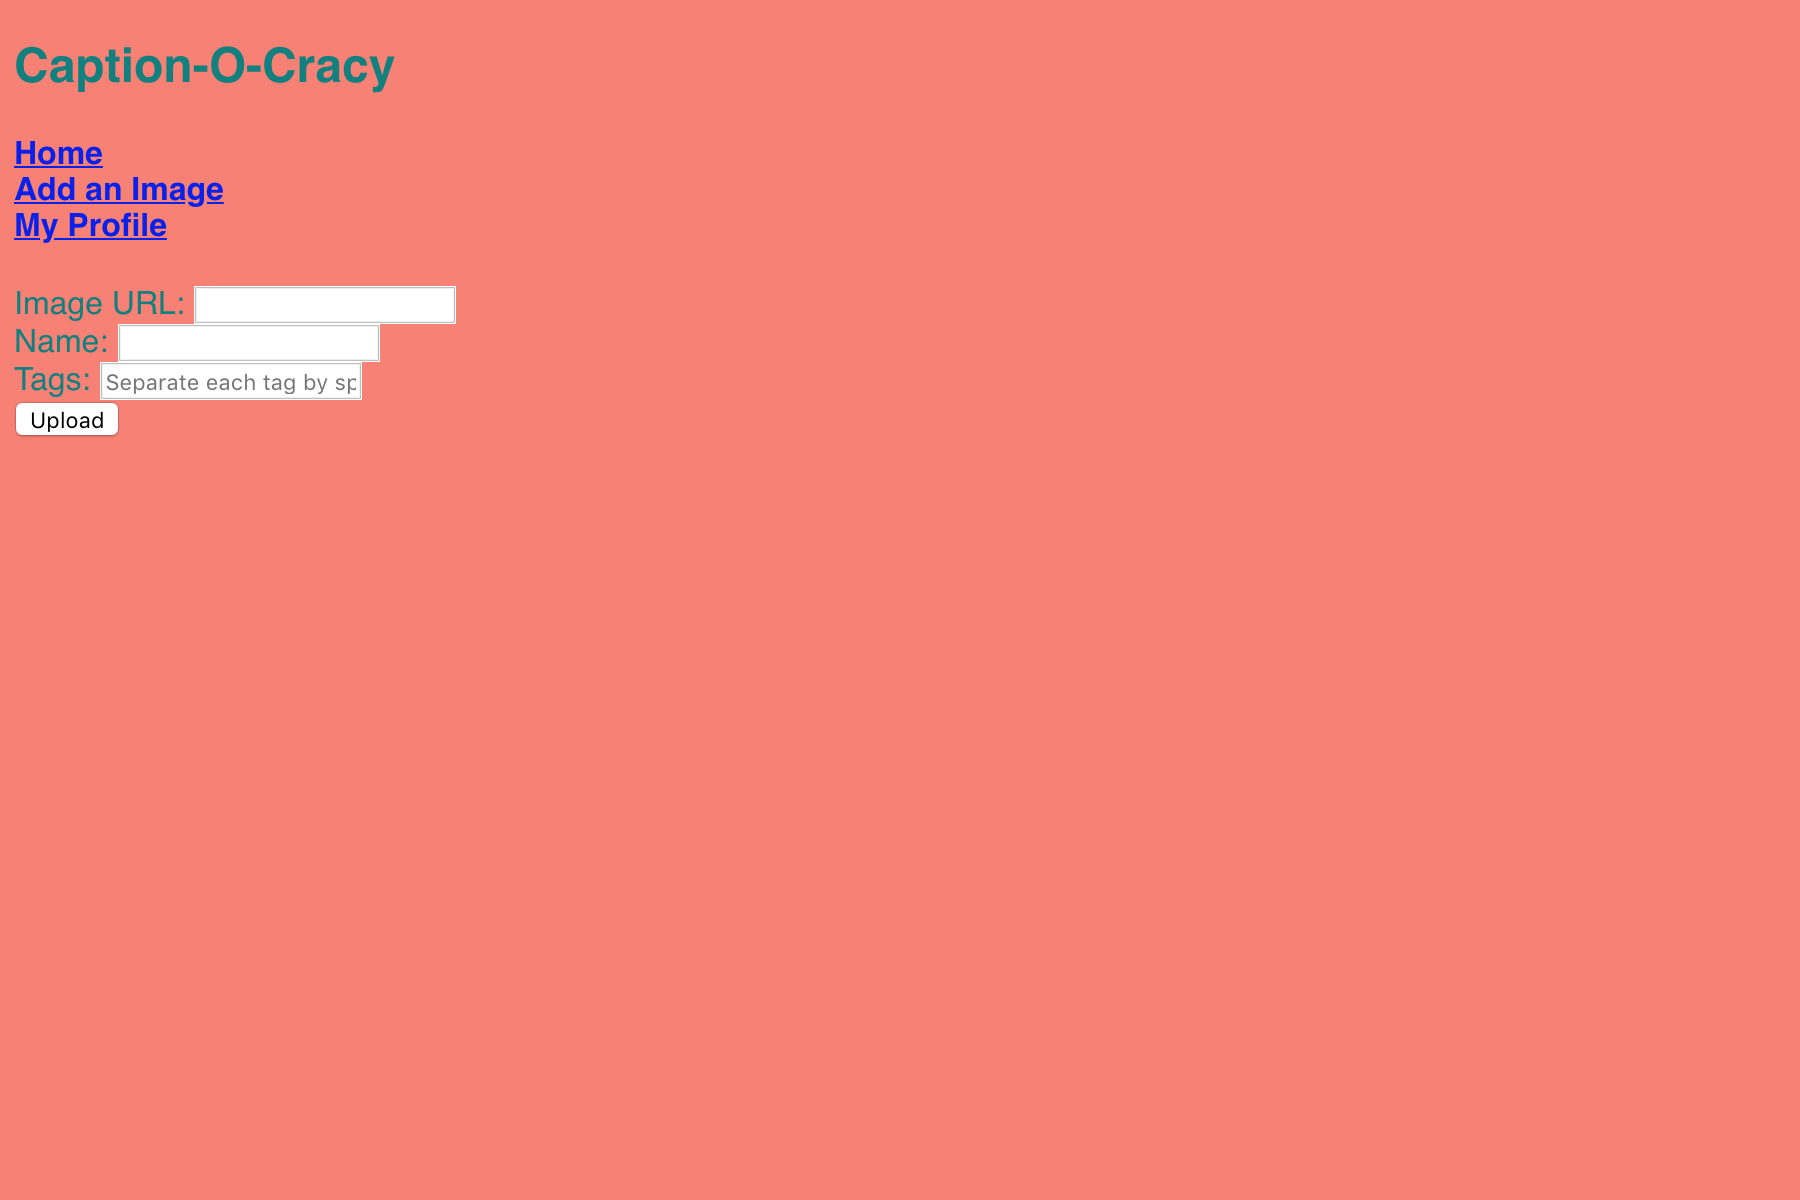 Caption-O-Cracy
Home
Add an Image
My Profile
Image URL:
Name:
Tags: Separate each tag by sp
Upload